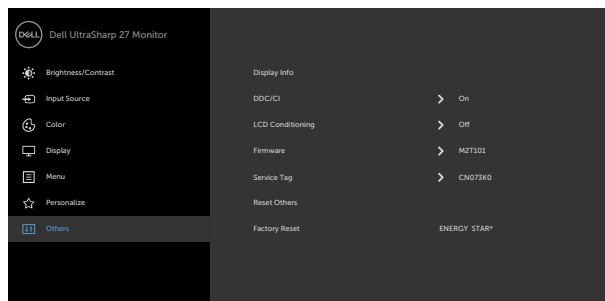 DELL Dell UltraSharp 27 Monitor
Brightness/Contrast Display Info
Input Source DDC/CI On
Color LCD Conditioning Off
Display Firmware M2T101
Menu Service Tag CN073K0
Personalize Reset Others
Others Factory Reset ENERGY STAR®